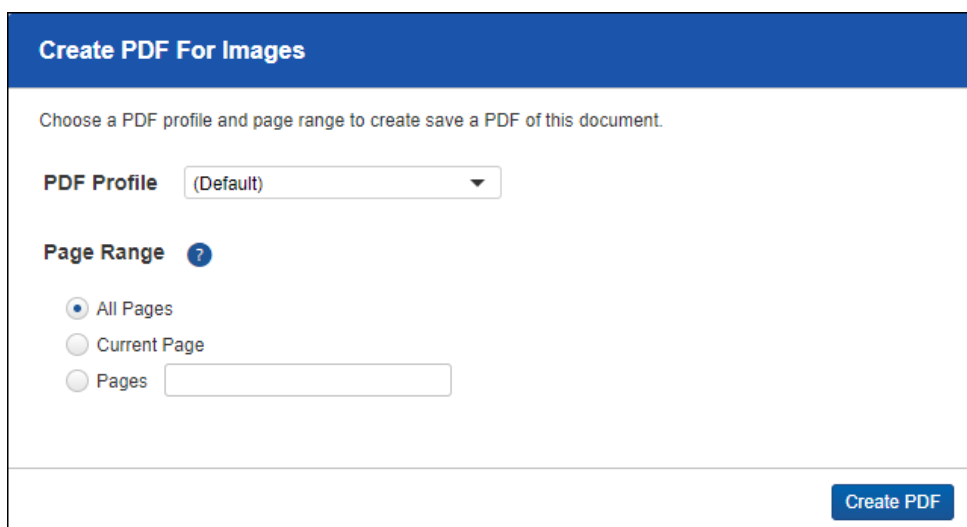 Create PDF For Images
Choose a PDF profile and page range to create save a PDF of this document.
PDF Profile (Default)
Page Range ?
All Pages
Current Page
Pages
Create PDF